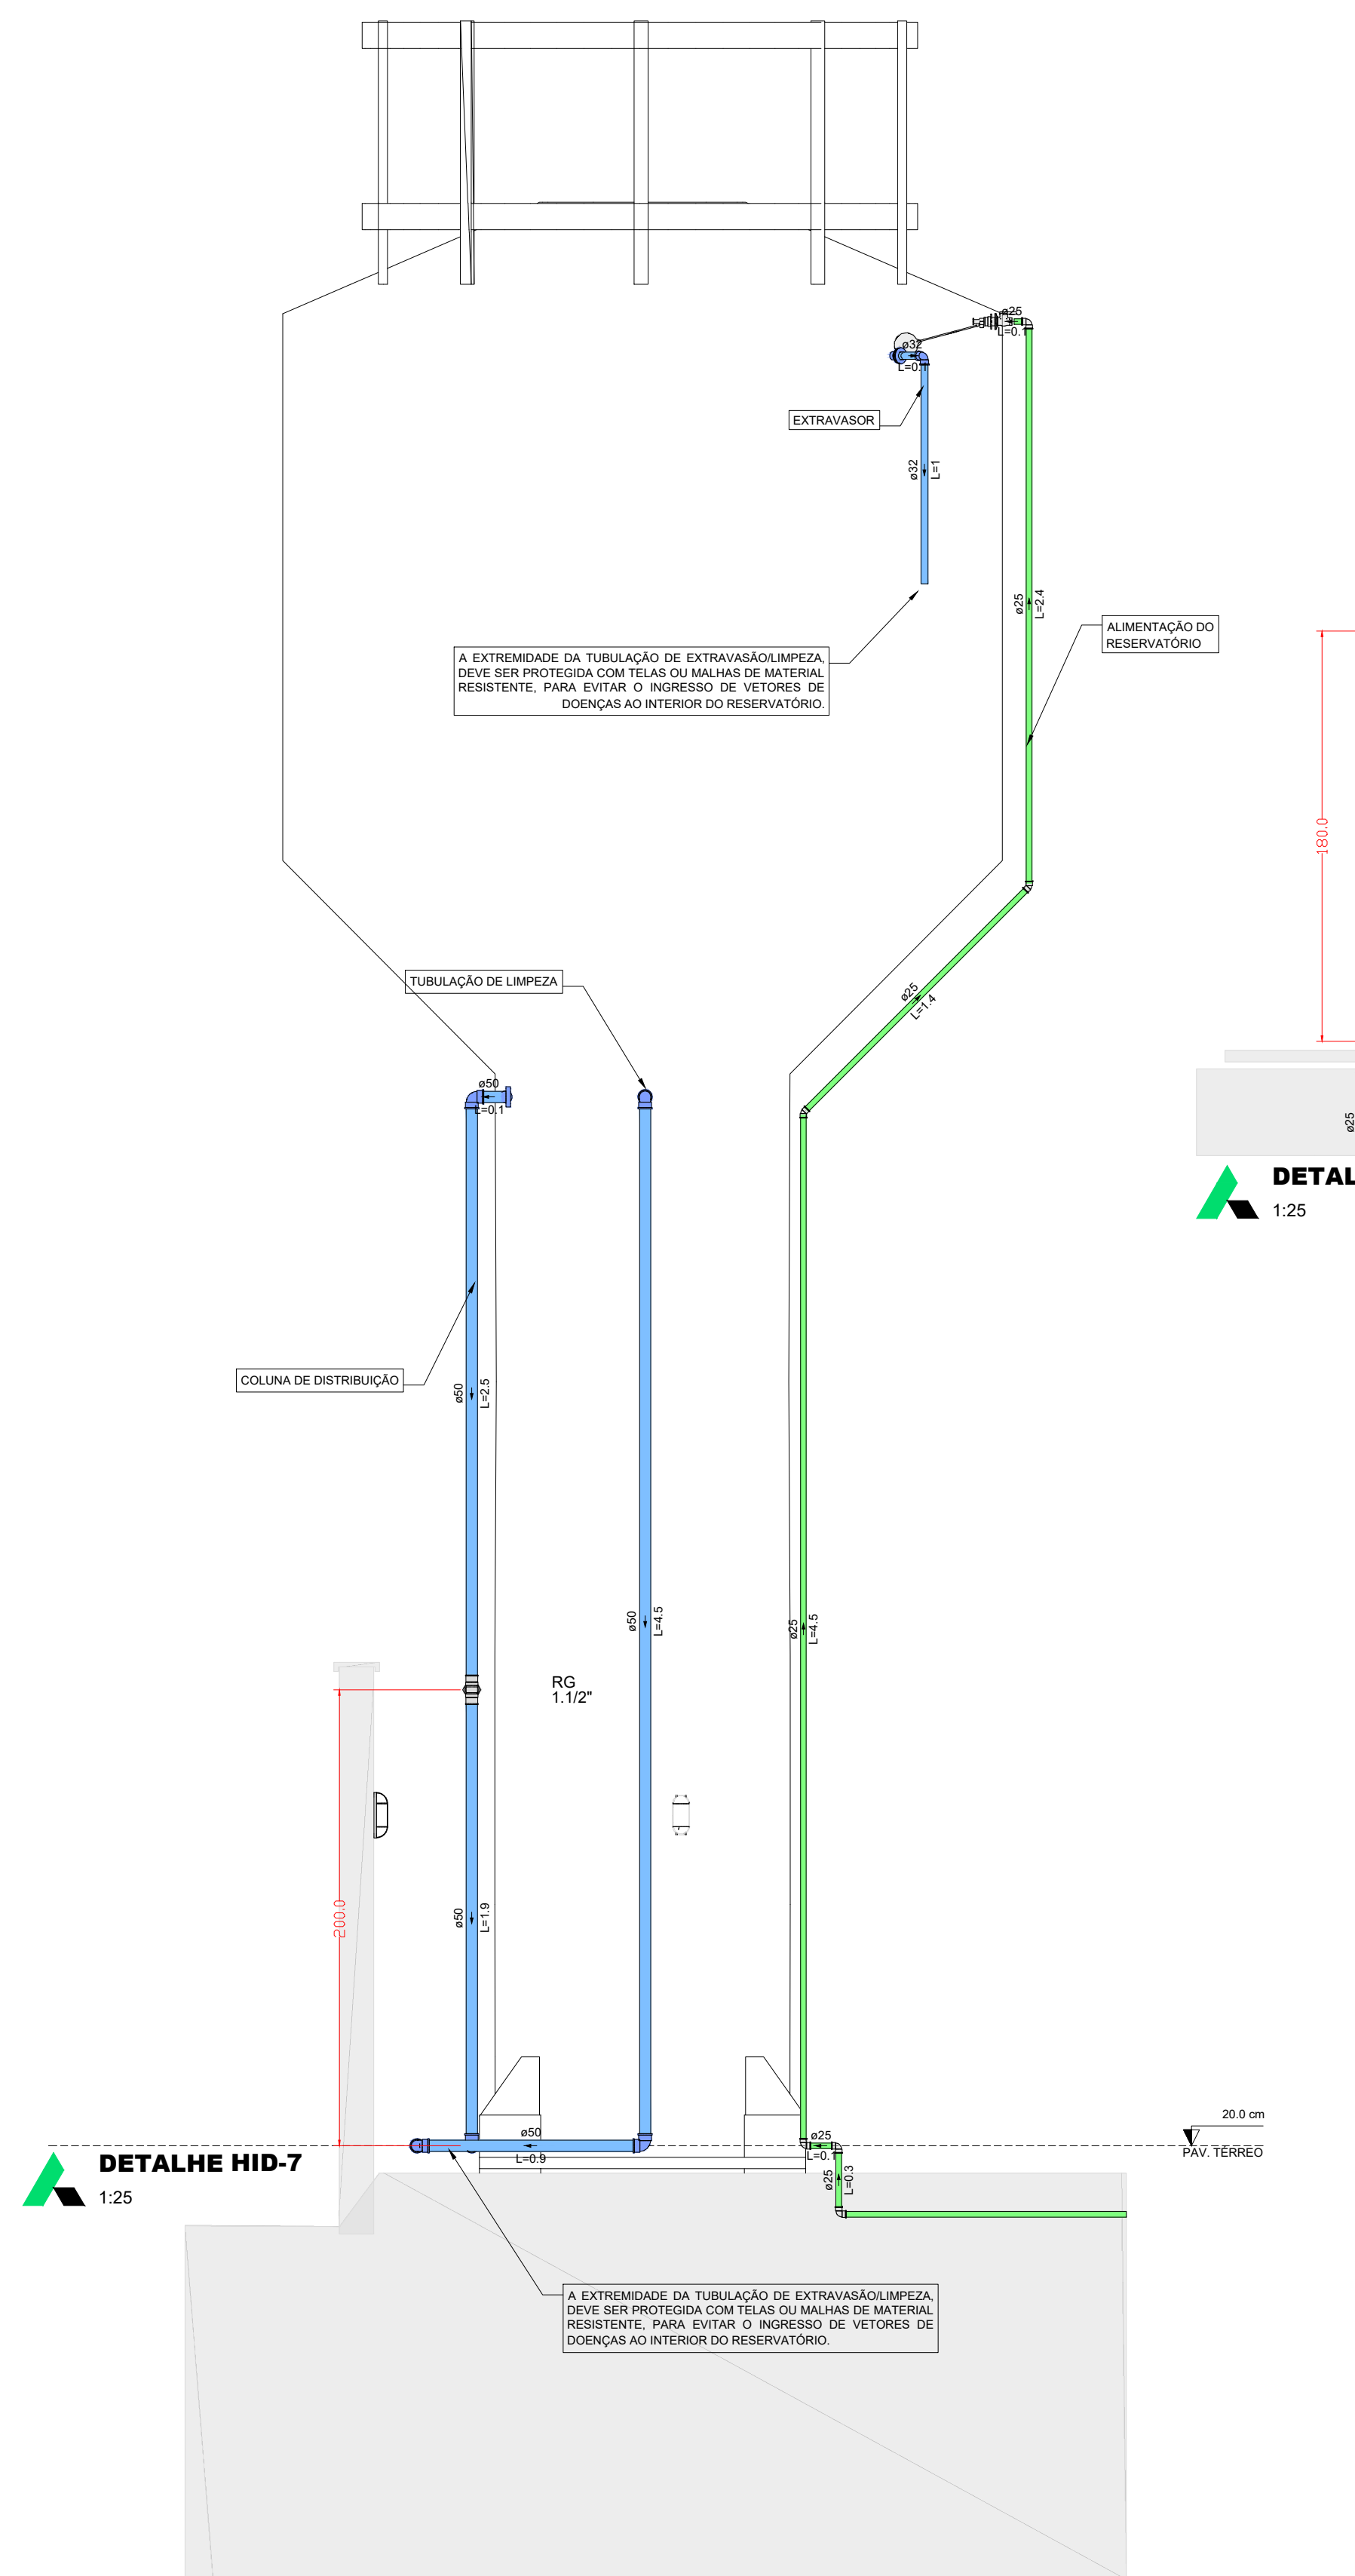 ø25
L=0.1
ø32
L=0.1
EXTRAVASOR
ø32
L=1
ø25
L=2.4
ALIMENTAÇÃO DO
RESERVATÓRIO
A EXTREMIDADE DA TUBULAÇÃO DE EXTRAVASÃO/LIMPEZA,
DEVE SER PROTEGIDA COM TELAS OU MALHAS DE MATERIAL
RESISTENTE, PARA EVITAR O INGRESSO DE VETORES DE
DOENÇAS AO INTERIOR DO RESERVATÓRIO.
180.0
TUBULAÇÃO DE LIMPEZA
ø25
L=1.4
ø50
L=0.1
ø25
DETAL
1:25
COLUNA DE DISTRIBUIÇÃO
ø50
L=2.5
ø50
L=4.5
ø25
L=4.5
RG
1.1/2"
200.0
ø50
L=1.9
20.0 cm
PAV. TÉRREO
ø50
L=0.9
ø25
L=0.1
ø25
L=0.3
DETALHE HID-7
1:25
A EXTREMIDADE DA TUBULAÇÃO DE EXTRAVASÃO/LIMPEZA,
DEVE SER PROTEGIDA COM TELAS OU MALHAS DE MATERIAL
RESISTENTE, PARA EVITAR O INGRESSO DE VETORES DE
DOENÇAS AO INTERIOR DO RESERVATÓRIO.